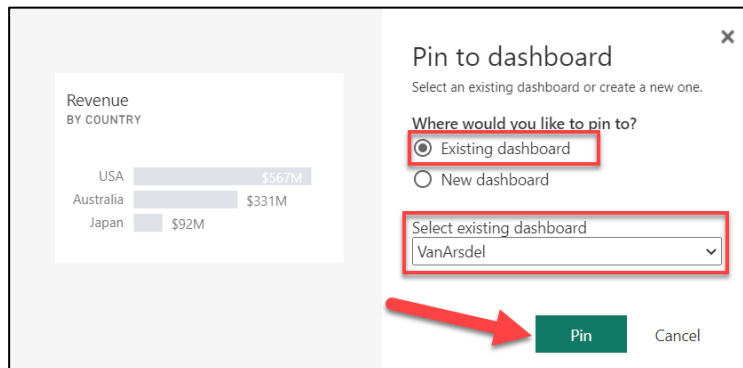 Revenue
BY COUNTRY
USA $567M
Australia $331M
Japan $92M
Pin to dashboard
Select an existing dashboard or create a new one.
Where would you like to pin to?
Existing dashboard
New dashboard
Select existing dashboard
VanArsdel
Pin Cancel